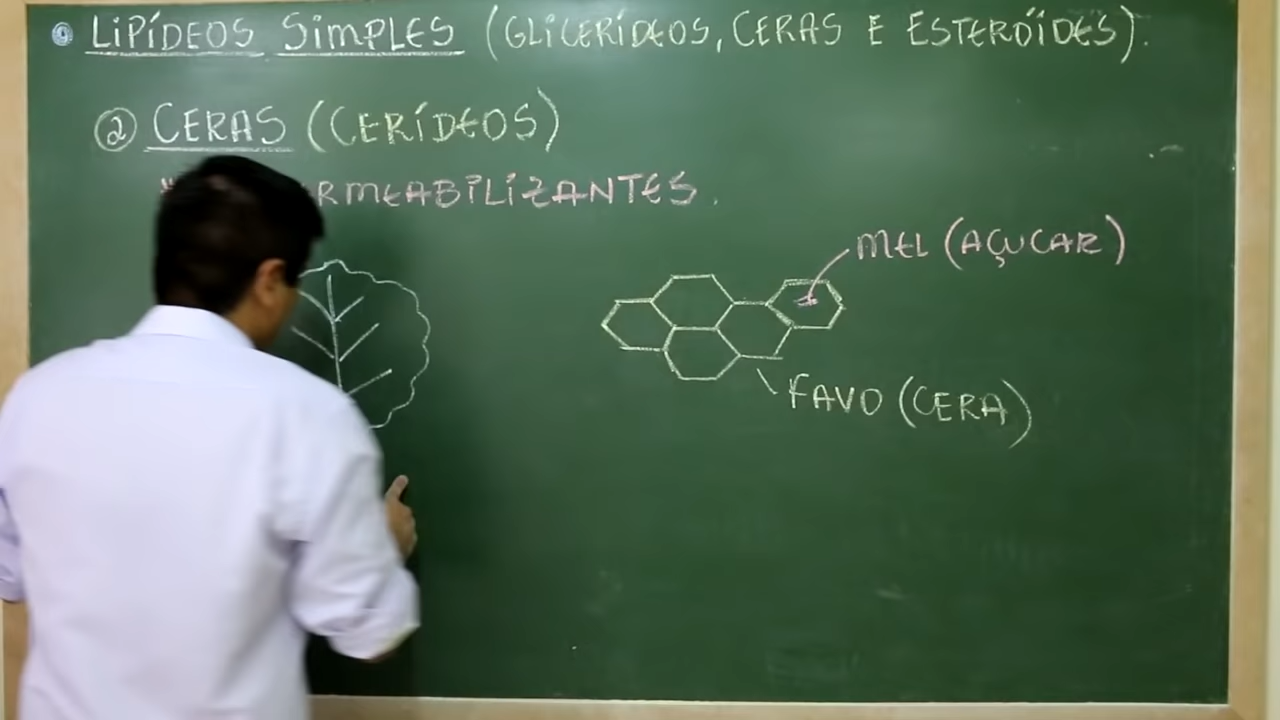 LIPÍDEOS SIMPLES (GLICERÍDEOS, CERAS E ESTERÓIDES).
② CERAS (CERÍDEOS)
RMEABILIZANTES.
MEL (AÇUCAR)
FAVO (CERA)